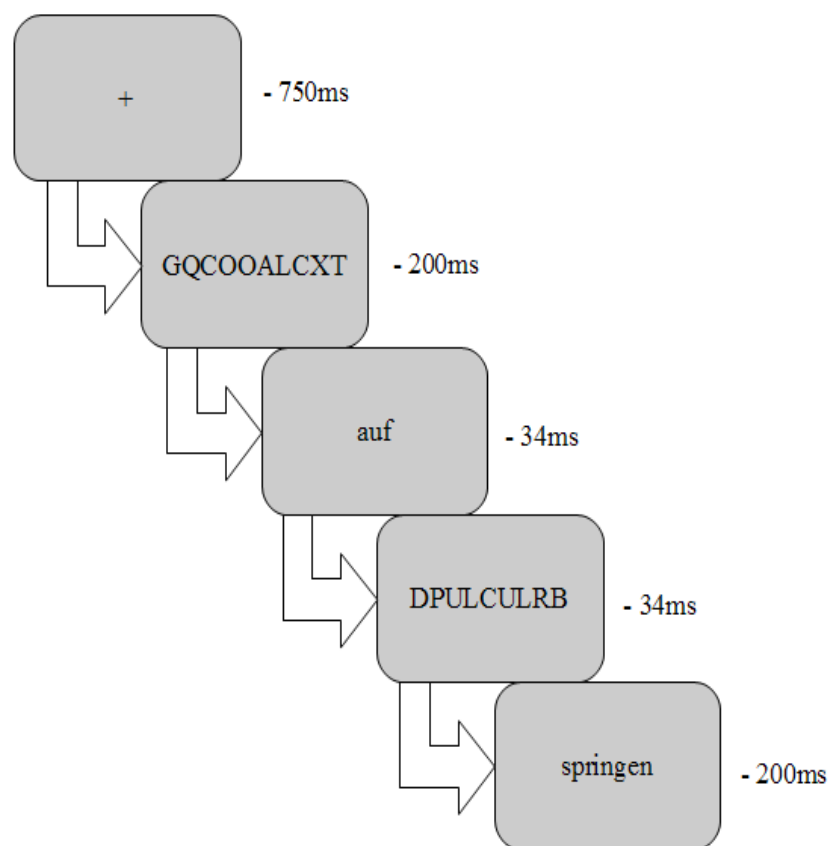 +
- 750ms
GQCOOALCXT
- 200ms
auf
- 34ms
DPULCULRB
- 34ms
springen
- 200ms